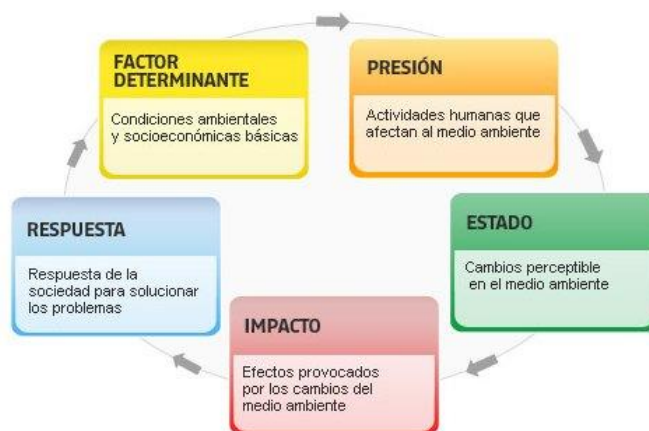 FACTOR
DETERMINANTE
Condiciones ambientales
y socioeconómicas básicas
PRESIÓN
Actividades humanas que
afectan al medio ambiente
ESTADO
Cambios perceptible
en el medio ambiente
IMPACTO
Efectos provocados
por los cambios del
medio ambiente
RESPUESTA
Respuesta de la
sociedad para solucionar
los problemas